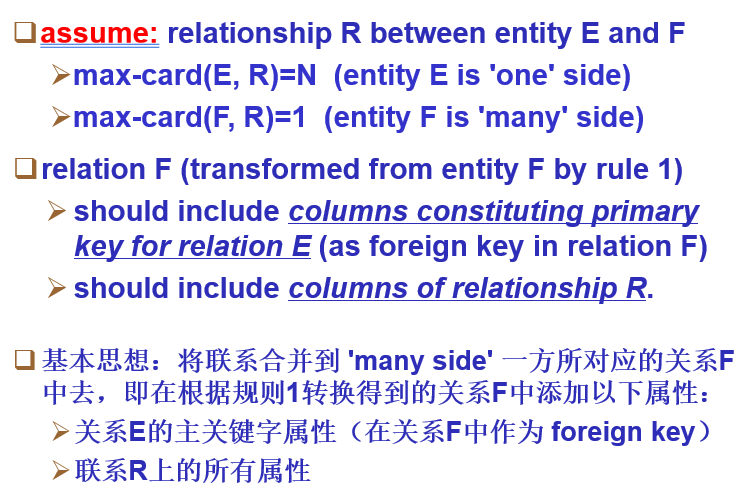 assume: relationship R between entity E and F
max-card(E, R)=N (entity E is 'one' side)
max-card(F, R)=1 (entity F is 'many' side)
relation F (transformed from entity F by rule 1)
should include columns constituting primary
key for relation E (as foreign key in relation F)
should include columns of relationship R.
基本思想：将联系合并到 'many side' 一方所对应的关系F
中去，即在根据规则1转换得到的关系F中添加以下属性：
关系E的主关键字属性（在关系F中作为 foreign key）
联系R上的所有属性